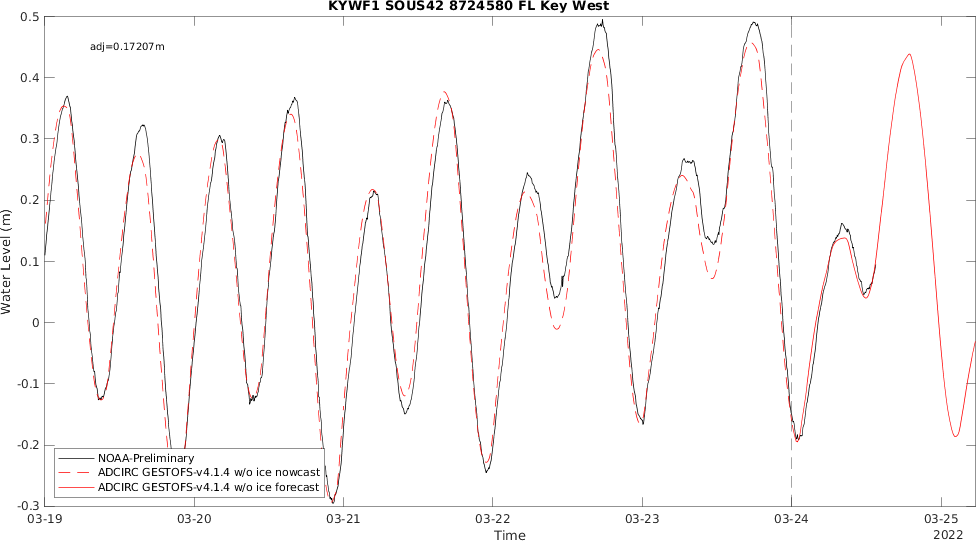 KYWF1 SOUS42 8724580 FL Key West
adj=0.17207m
0.5
0.4
0.3
0.2
0.1
0
-0.1
-0.2
-0.3
Water Level (m)
NOAA-Preliminary
ADCIRC GESTOFS-v4.1.4 w/o ice nowcast
ADCIRC GESTOFS-v4.1.4 w/o ice forecast
03-19 03-20 03-21 03-22 03-23 03-24 03-25
Time
2022